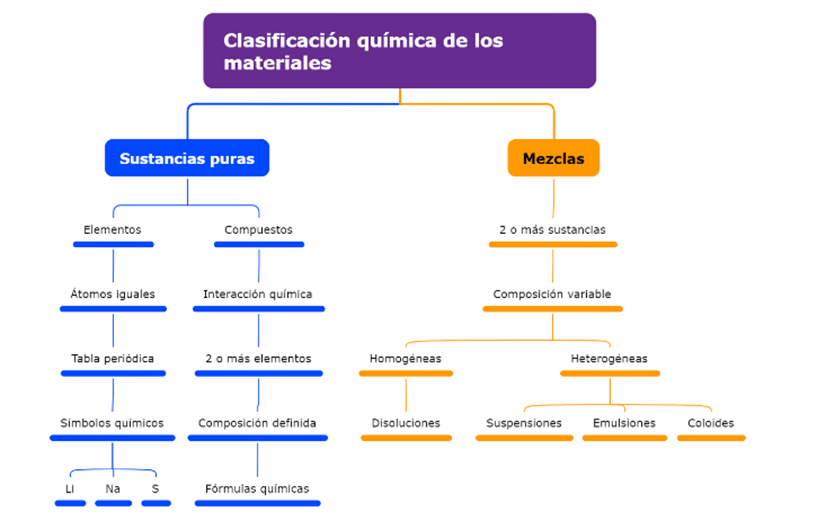 Clasificación química de los
materiales
Sustancias puras
Mezclas
Elementos
Compuestos
2 o más sustancias
Átomos iguales
Interacción química
Composición variable
Tabla periódica
2 o más elementos
Homogéneas
Heterogéneas
Símbolos químicos
Composición definida
Disoluciones
Suspensiones
Emulsiones
Coloides
Li
Na
S
Fórmulas químicas